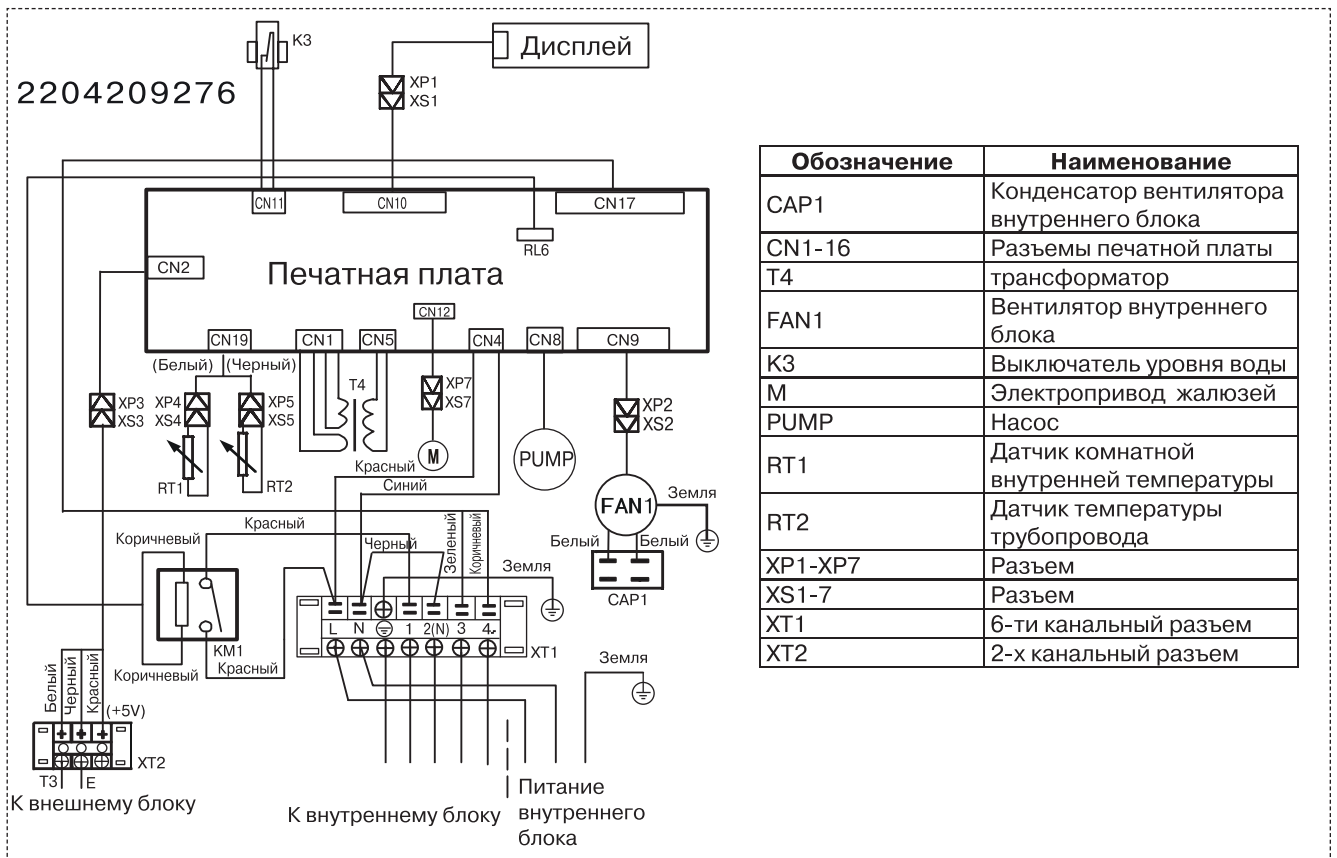 K3
Дисплей
2204209276
XP1
XS1
CN11
CN10
CN17
RL6
CN2
Печатная плата
CN12
CN19
CN1
CN5
CN4
CN8
CN9
(Белый)
(Черный)
T4
XP3
XS3
XP4
XS4
XP5
XS5
XP7
XS7
XP2
XS2
RT1
RT2
M
PUMP
Красный
Синий
FAN1
Земля
Белый
Белый
CAP1
Коричневый
Красный
Черный
Зеленый
Коричневый
Земля
L N 1 2(N) 3 4
XT1
KM1
Коричневый
Красный
Земля
Белый
Черный
Красный
(+5V)
XT2
T3
E
К внешнему блоку
К внутреннему блоку
Питание
внутреннего
блока
Обозначение Наименование
CAP1 Конденсатор вентилятора
внутреннего блока
CN1-16 Разъемы печатной платы
T4 трансформатор
FAN1 Вентилятор внутреннего
блока
K3 Выключатель уровня воды
M Электропривод жалюзей
PUMP Насос
RT1 Датчик комнатной
внутренней температуры
RT2 Датчик температуры
трубопровода
XP1-XP7 Разъем
XS1-7 Разъем
XT1 6-ти канальный разъем
XT2 2-х канальный разъем